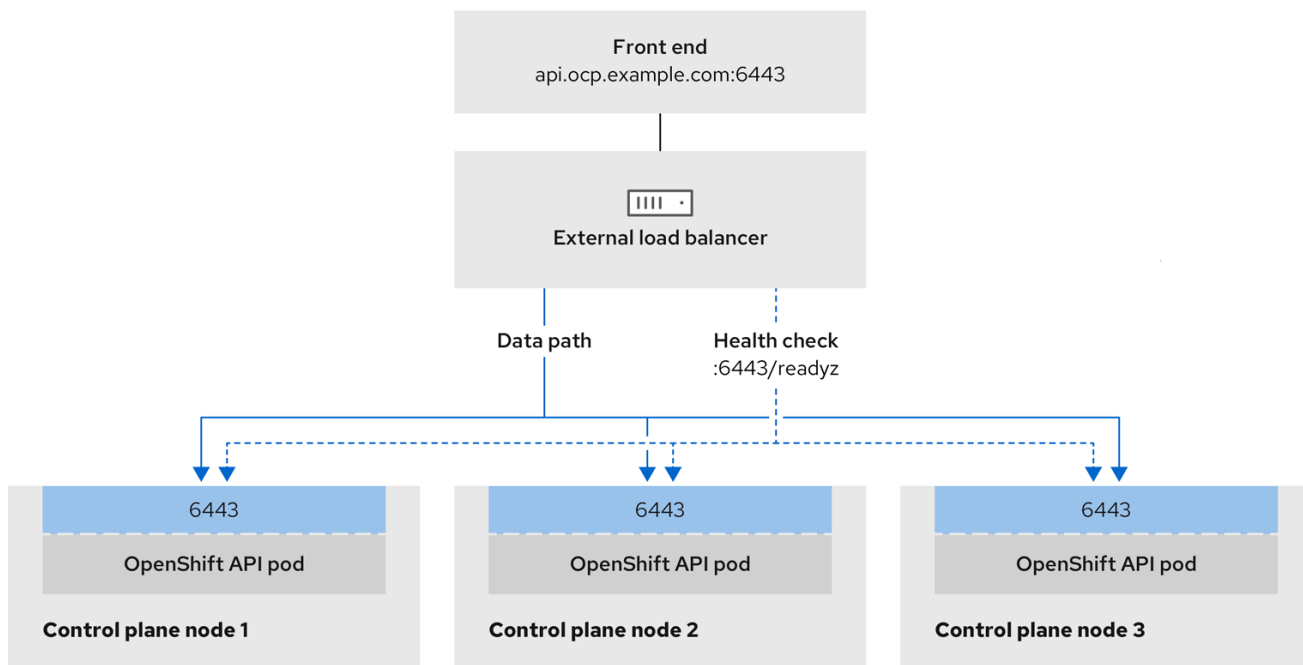 Front end
api.ocp.example.com:6443
External load balancer
Data path
Health check
:6443/readyz
6443
OpenShift API pod
Control plane node 1
6443
OpenShift API pod
Control plane node 2
6443
OpenShift API pod
Control plane node 3